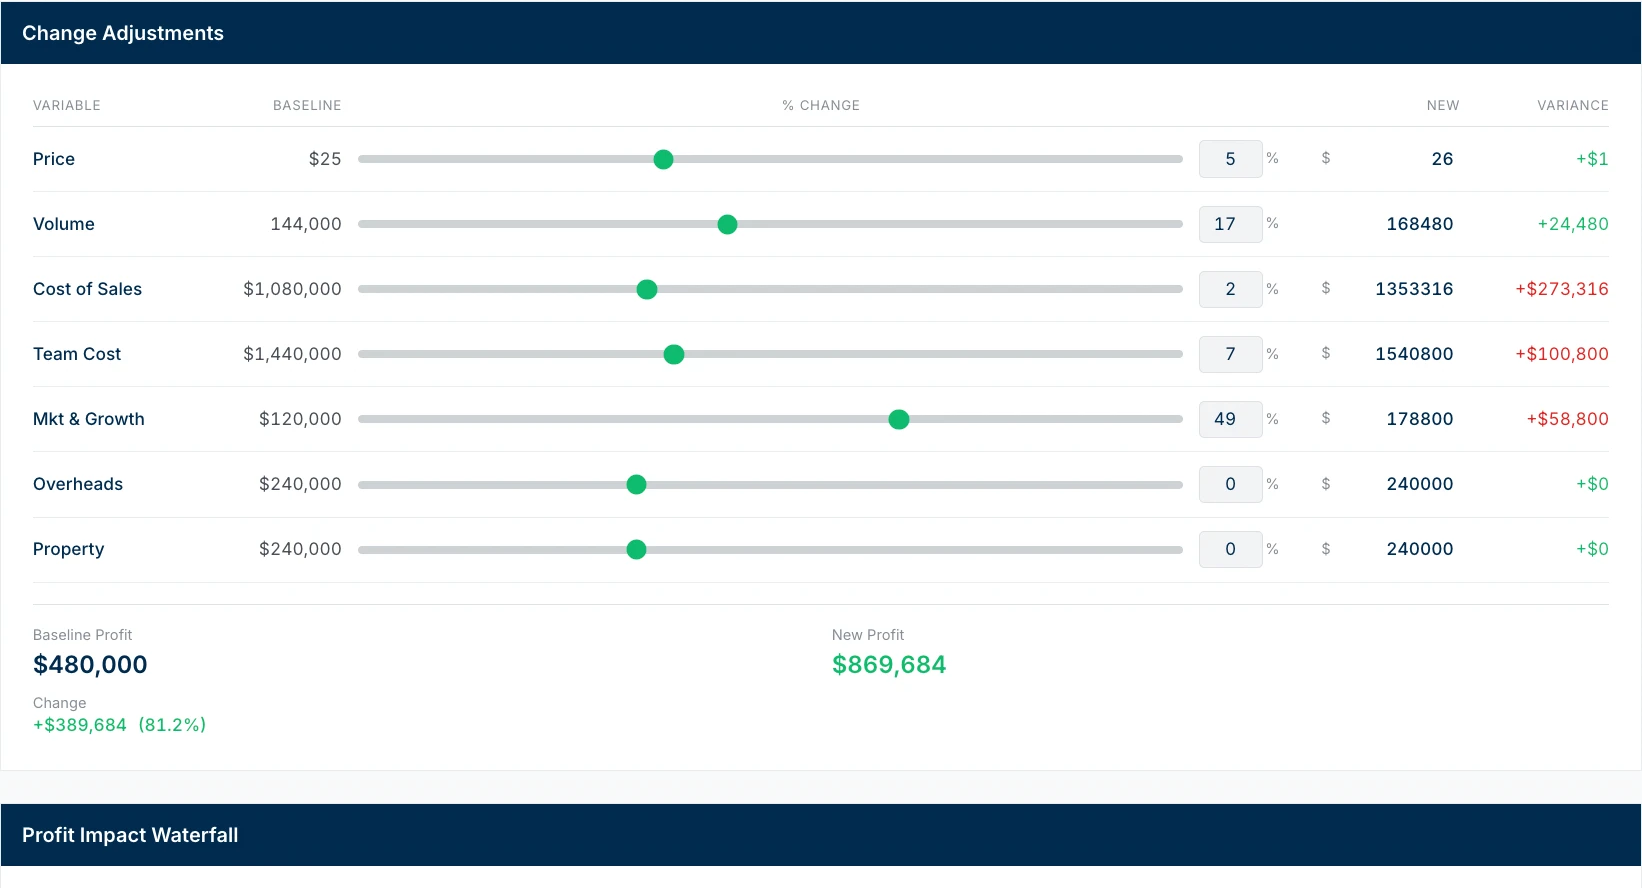 Change Adjustments
VARIABLE BASELINE % CHANGE NEW VARIANCE
Price $25 5 % $ 26 +$1
Volume 144,000 17 % 168480 +24,480
Cost of Sales $1,080,000 2 % $ 1353316 +$273,316
Team Cost $1,440,000 7 % $ 1540800 +$100,800
Mkt & Growth $120,000 49 % $ 178800 +$58,800
Overheads $240,000 0 % $ 240000 +$0
Property $240,000 0 % $ 240000 +$0
Baseline Profit New Profit
$480,000 $869,684
Change
+$389,684 (81.2%)
Profit Impact Waterfall